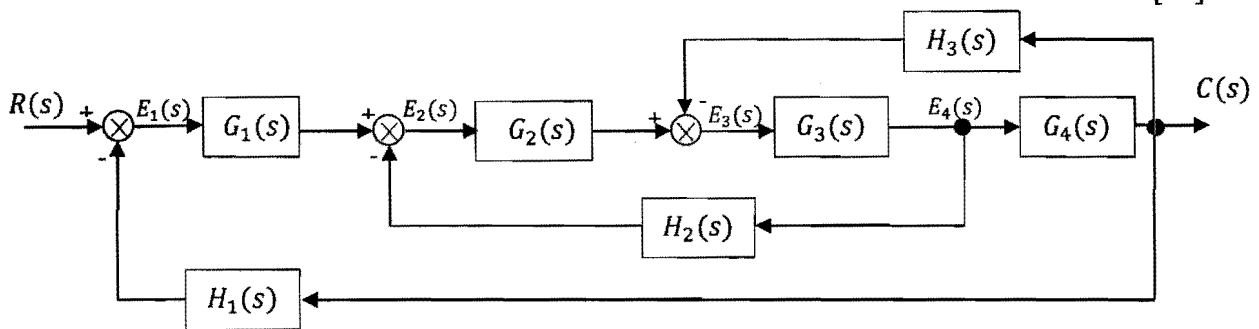 [ ]
H₃(s)
R(s)
+
E₁(s)
G₁(s)
+
E₂(s)
G₂(s)
+
-
E₃(s)
G₃(s)
E₄(s)
G₄(s)
C(s)
-
-
H₂(s)
-
H₁(s)